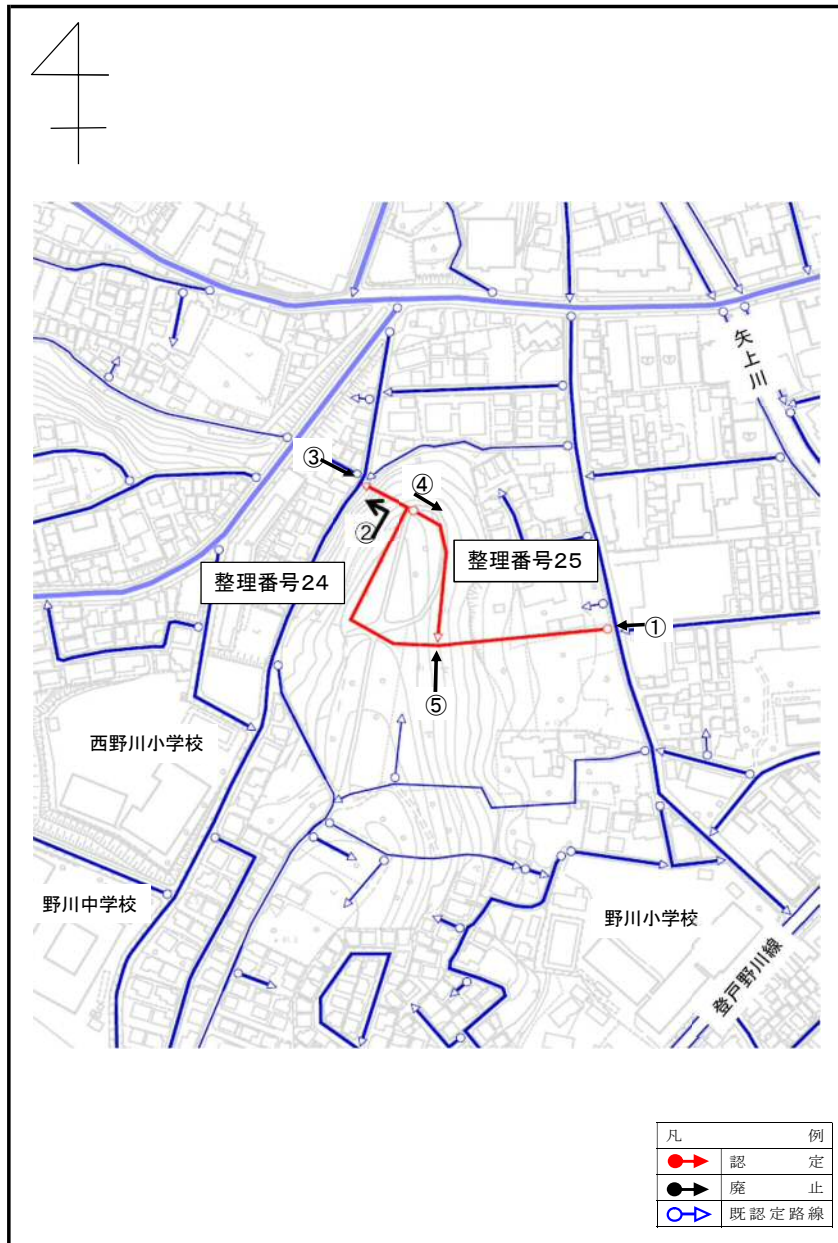 矢上川
③
④
②
整理番号25
整理番号24
①
⑤
西野川小学校
野川中学校
野川小学校
登戸野川線
凡 例
認 定
廃 止
既認定路線